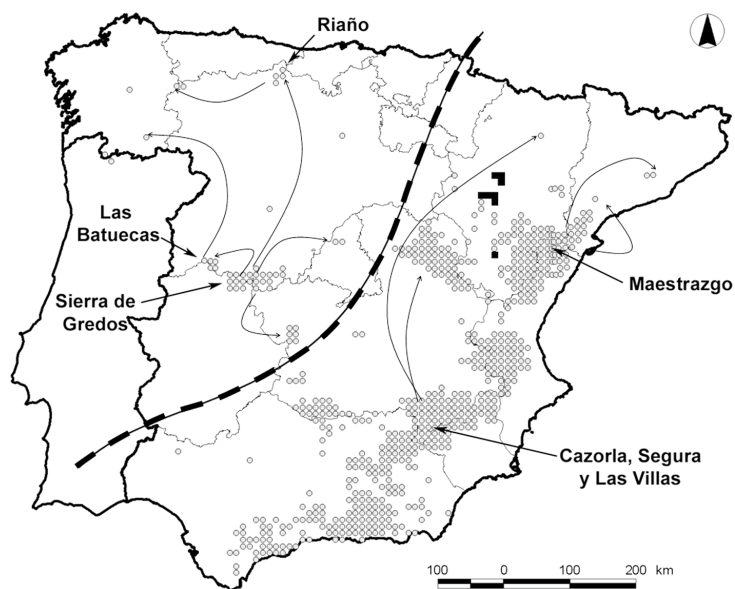 Riaño
Las
Batuecas
Sierra de
Gredos
Maestrazgo
Cazorla, Segura
y Las Villas
100 0 100 200 km